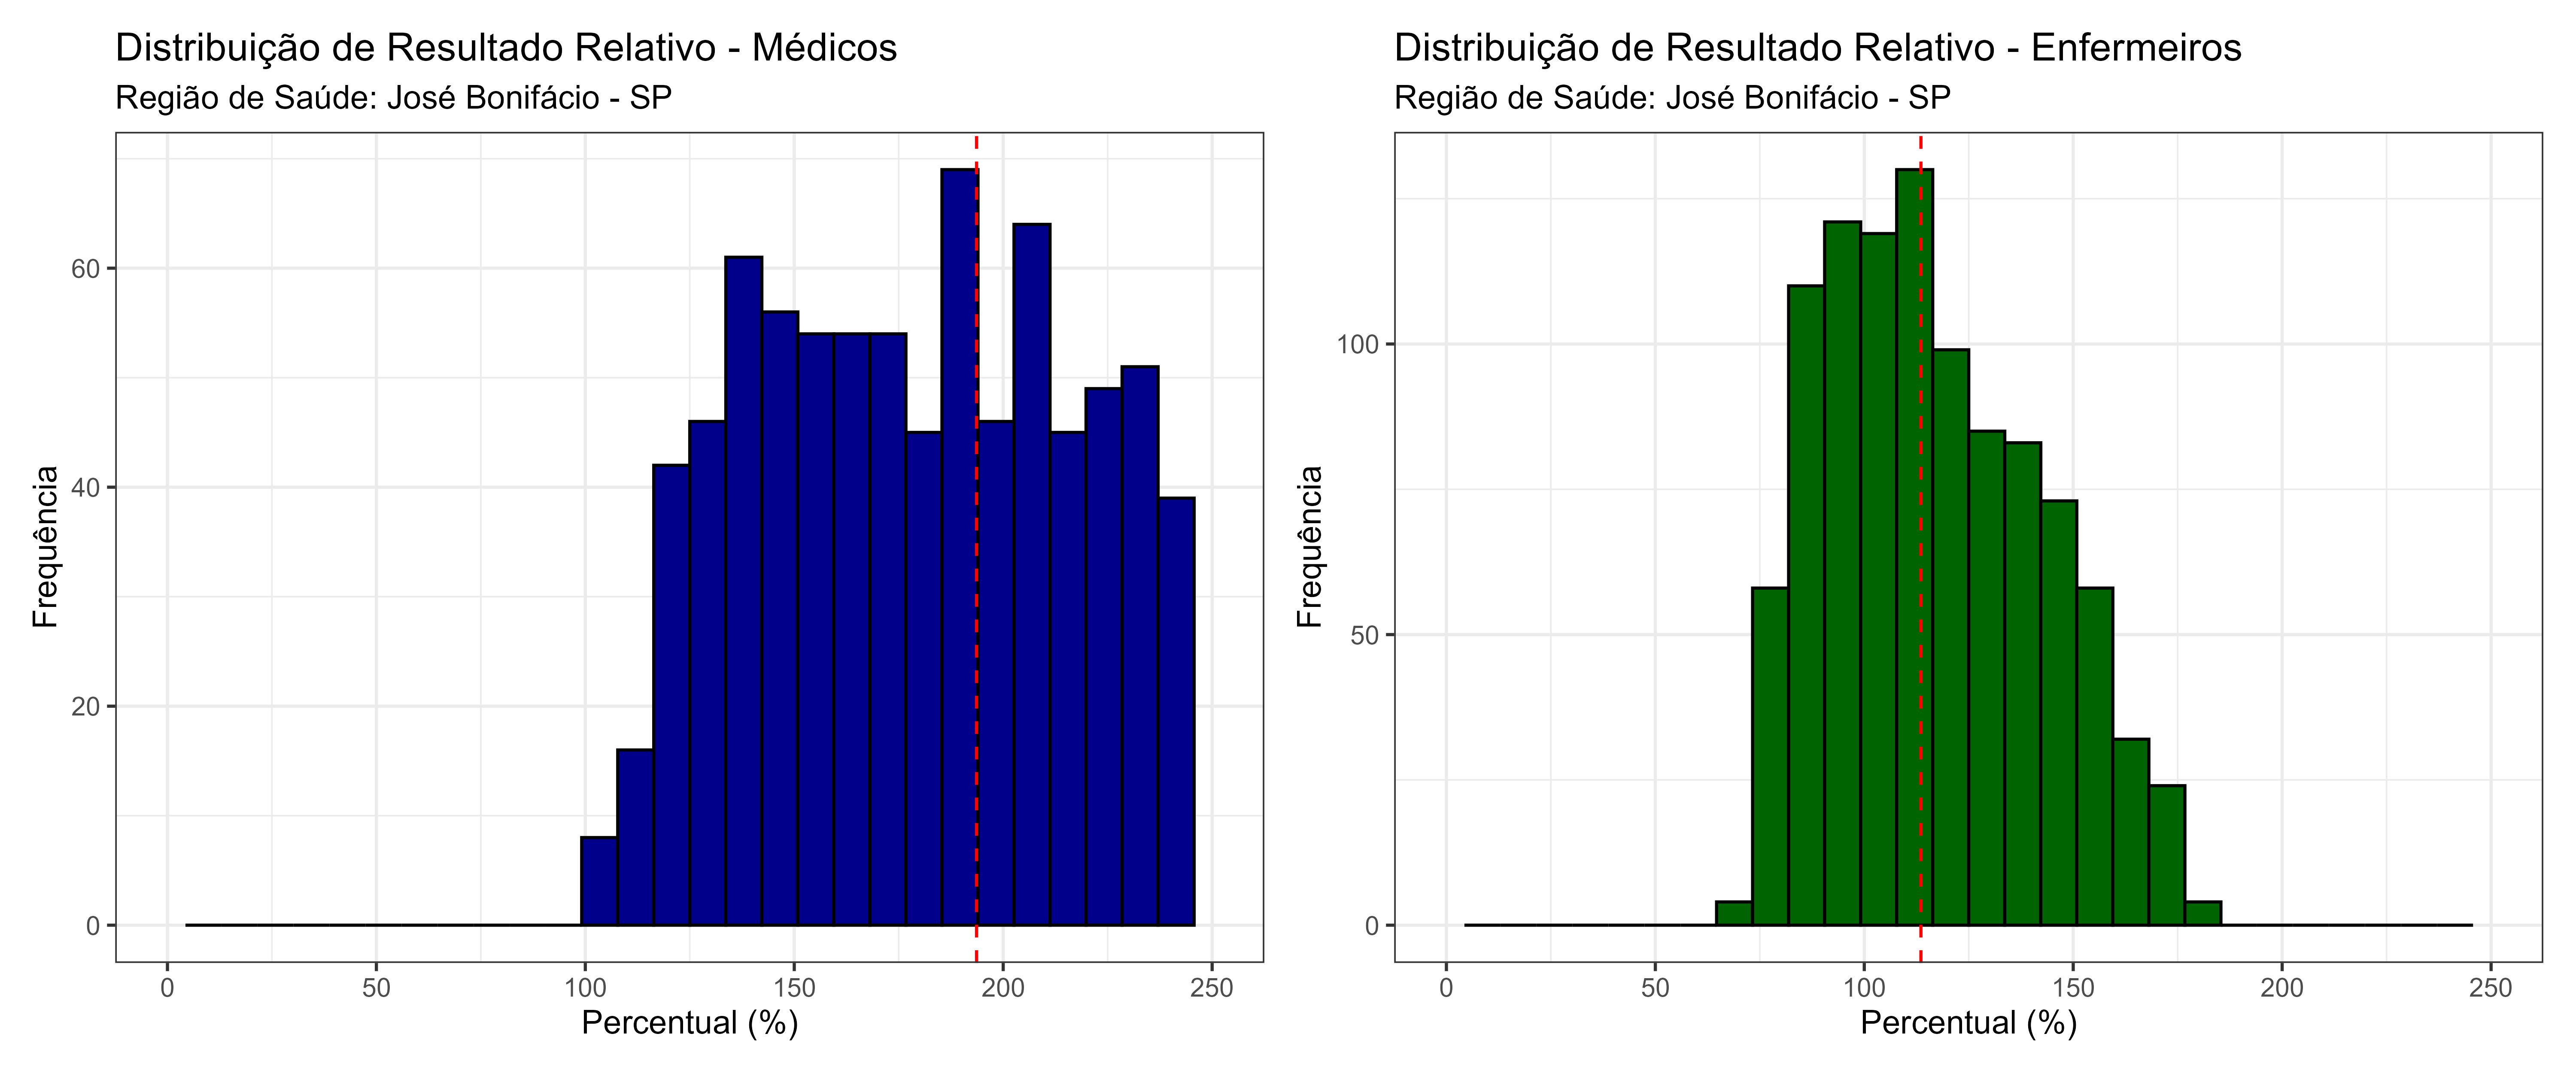 Distribuição de Resultado Relativo - Médicos
Região de Saúde: José Bonifácio - SP
Frequência
60
40
20
0
0 50 100 150 200 250
Percentual (%)
Distribuição de Resultado Relativo - Enfermeiros
Região de Saúde: José Bonifácio - SP
Frequência
100
50
0
0 50 100 150 200 250
Percentual (%)